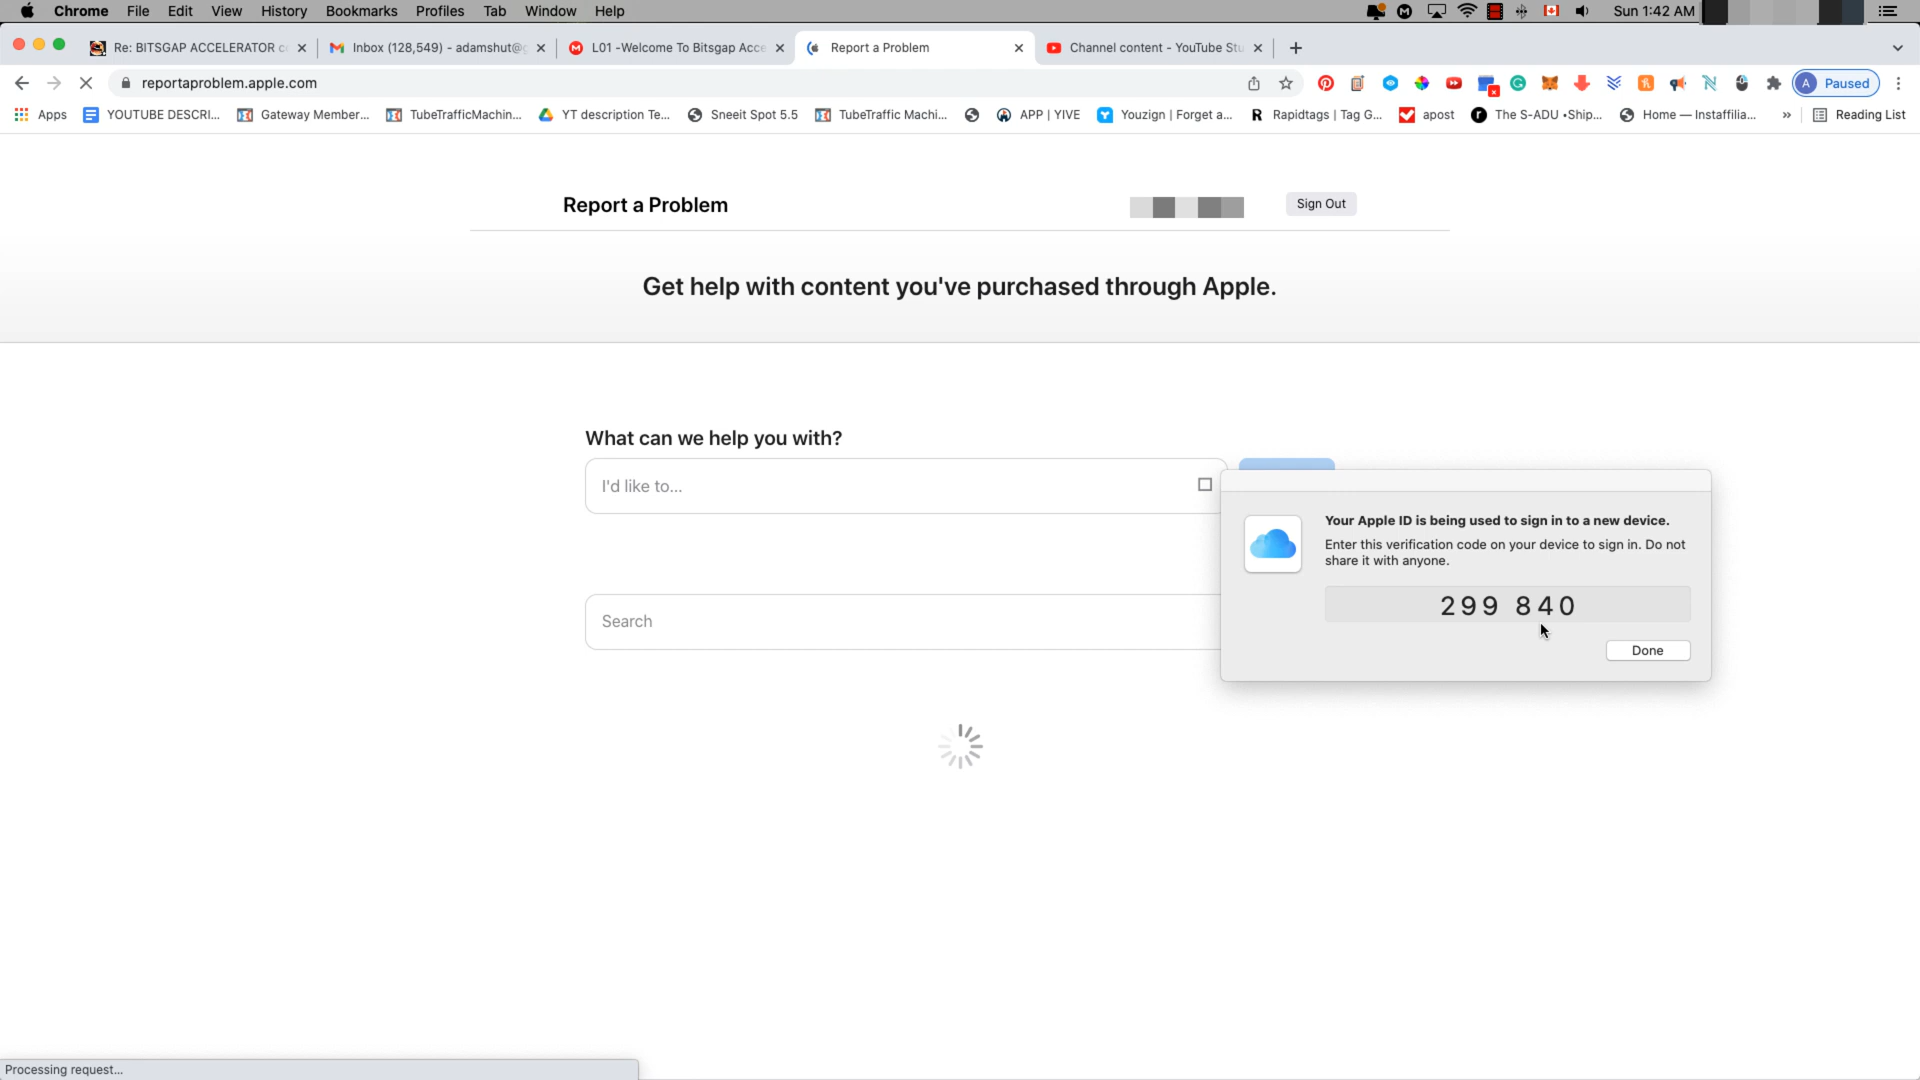 Chrome File Edit View History Bookmarks Profiles Tab Window Help Sun 1:42 AM
Re: BITSGAP ACCELERATOR c Inbox (128,549) - adamshut@g L01 -Welcome To Bitsgap Acce Report a Problem Channel content - YouTube Stu
reportaproblem.apple.com A Paused
Apps YOUTUBE DESCRI... Gateway Member... TubeTrafficMachin... YT description Te... Sneeit Spot 5.5 TubeTraffic Machi... APP | YIVE Youzign | Forget a... Rapidtags | Tag G... apost The S-ADU •Ship... Home — Instaffilia... » Reading List
Report a Problem Sign Out
Get help with content you've purchased through Apple.
What can we help you with?
I'd like to...
Your Apple ID is being used to sign in to a new device.
Enter this verification code on your device to sign in. Do not
share it with anyone.
299 840
Search
Done
Processing request...